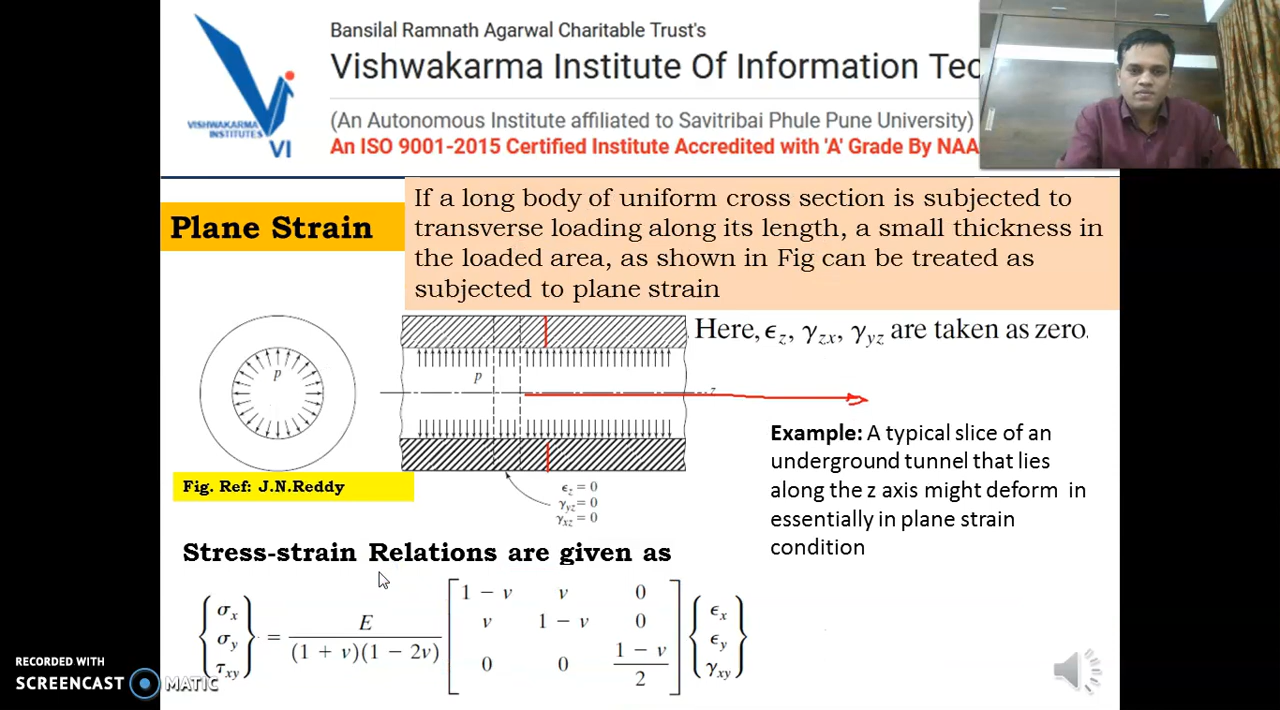 Bansilal Ramnath Agarwal Charitable Trust's
Vishwakarma Institute Of Information Tec
(An Autonomous Institute affiliated to Savitribai Phule Pune University)
An ISO 9001-2015 Certified Institute Accredited with 'A' Grade By NAA
VISHWAKARMA
INSTITUTES
VI
Plane Strain
If a long body of uniform cross section is subjected to
transverse loading along its length, a small thickness in
the loaded area, as shown in Fig can be treated as
subjected to plane strain
Here, ϵz, γzx, γyz are taken as zero.
p
p
z
Fig. Ref: J.N.Reddy
ϵz = 0
γyz = 0
γxz = 0
Example: A typical slice of an
underground tunnel that lies
along the z axis might deform in
essentially in plane strain
condition
Stress-strain Relations are given as
{σx σy τxy} = E / (1 + ν)(1 − 2ν) [1 − ν ν 0
ν 1 − ν 0
0 0 1 − ν / 2] {ϵx ϵy γxy}
RECORDED WITH
SCREENCAST MATIC